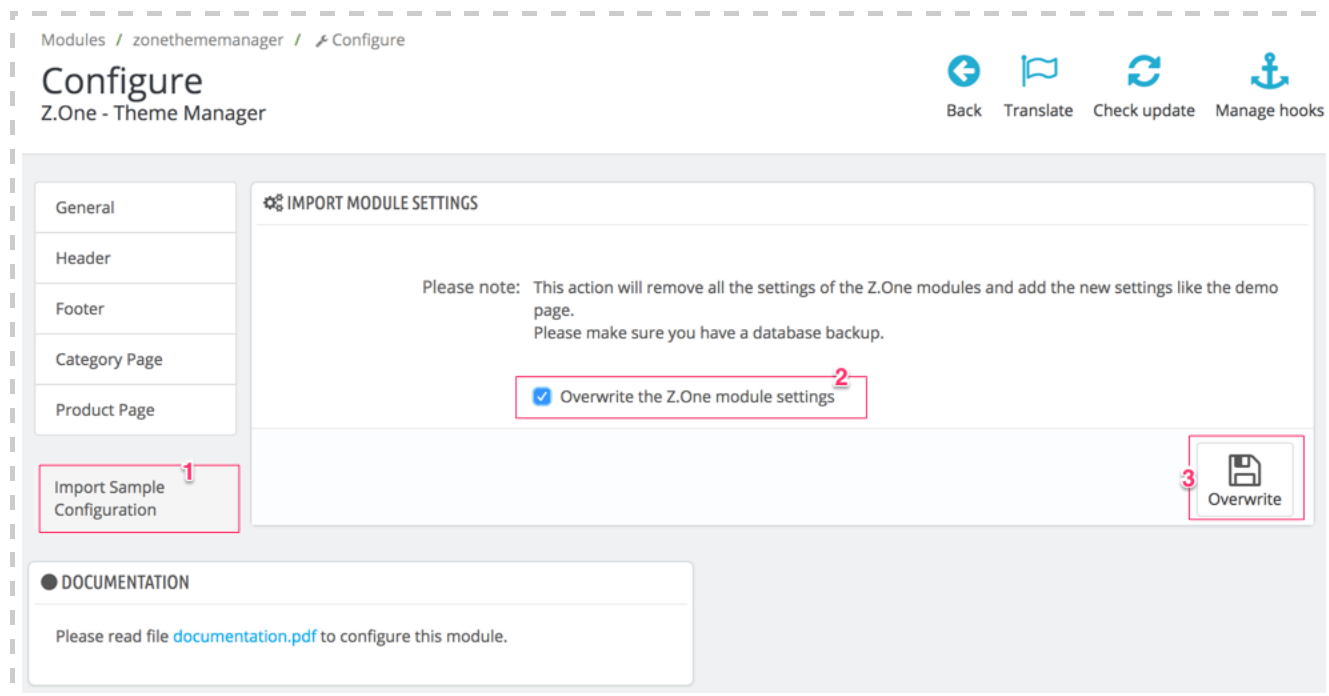 Modules / zonethememanager / Configure
Configure
Z.One - Theme Manager
Back Translate Check update Manage hooks
General
Header
Footer
Category Page
Product Page
1
Import Sample
Configuration
IMPORT MODULE SETTINGS
Please note: This action will remove all the settings of the Z.One modules and add the new settings like the demo
page.
Please make sure you have a database backup.
2
Overwrite the Z.One module settings
3
Overwrite
DOCUMENTATION
Please read file documentation.pdf to configure this module.